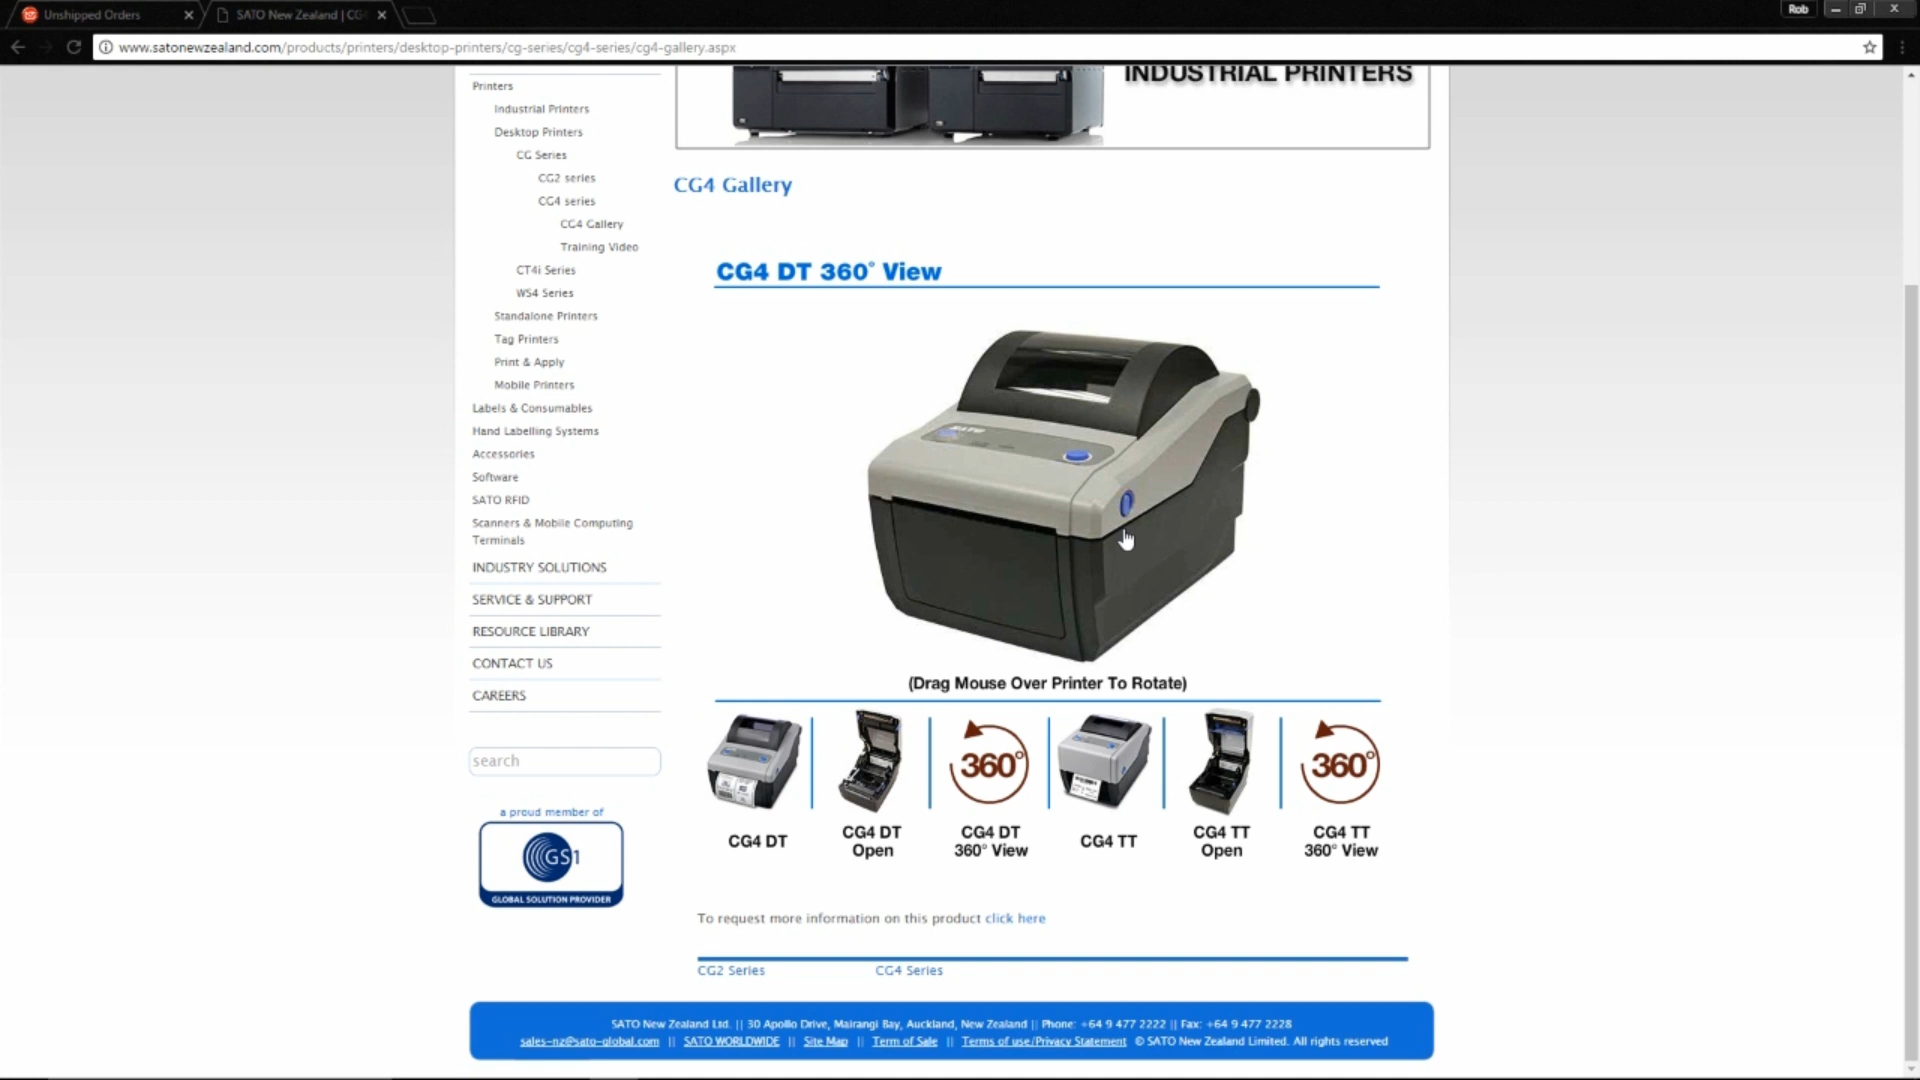 Unshipped Orders
SATO New Zealand | CG
Rob
www.satonewzealand.com/products/printers/desktop-printers/cg-series/cg4-series/cg4-gallery.aspx
INDUSTRIAL PRINTERS
Printers
Industrial Printers
Desktop Printers
CG Series
CG2 series
CG4 series
CG4 Gallery
Training Video
CT4i Series
WS4 Series
Standalone Printers
Tag Printers
Print & Apply
Mobile Printers
Labels & Consumables
Hand Labelling Systems
Accessories
Software
SATO RFID
Scanners & Mobile Computing
Terminals
INDUSTRY SOLUTIONS
SERVICE & SUPPORT
RESOURCE LIBRARY
CONTACT US
CAREERS
search
a proud member of
GS1
GLOBAL SOLUTION PROVIDER
CG4 Gallery
CG4 DT 360° View
SATO
(Drag Mouse Over Printer To Rotate)
360°
360°
CG4 DT
CG4 DT
Open
CG4 DT
360° View
CG4 TT
CG4 TT
Open
CG4 TT
360° View
To request more information on this product click here
CG2 Series
CG4 Series
SATO New Zealand Ltd. || 30 Apollo Drive, Mairangi Bay, Auckland, New Zealand || Phone: +64 9 477 2222 || Fax: +64 9 477 2228
sales-nz@sato-global.com || SATO WORLDWIDE || Site Map || Term of Sale || Terms of use/Privacy Statement © SATO New Zealand Limited. All rights reserved